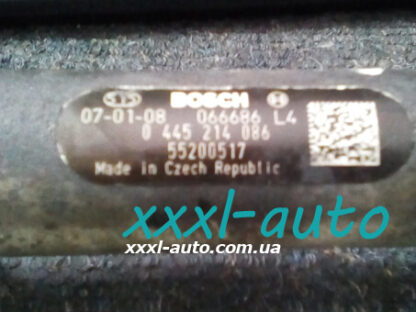 BOSCH
07-01-08 066686 L4
0 445 214 086
55200517
Made in Czech Republic
xxxl-auto
xxxl-auto.com.ua